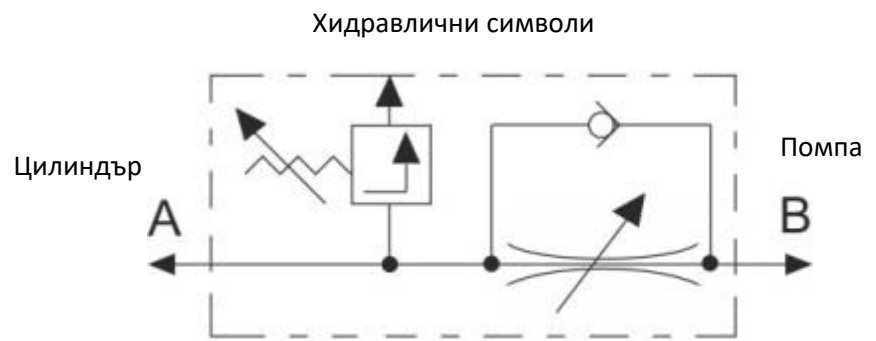 Хидравлични символи
Цилиндър
Помпа
A
B